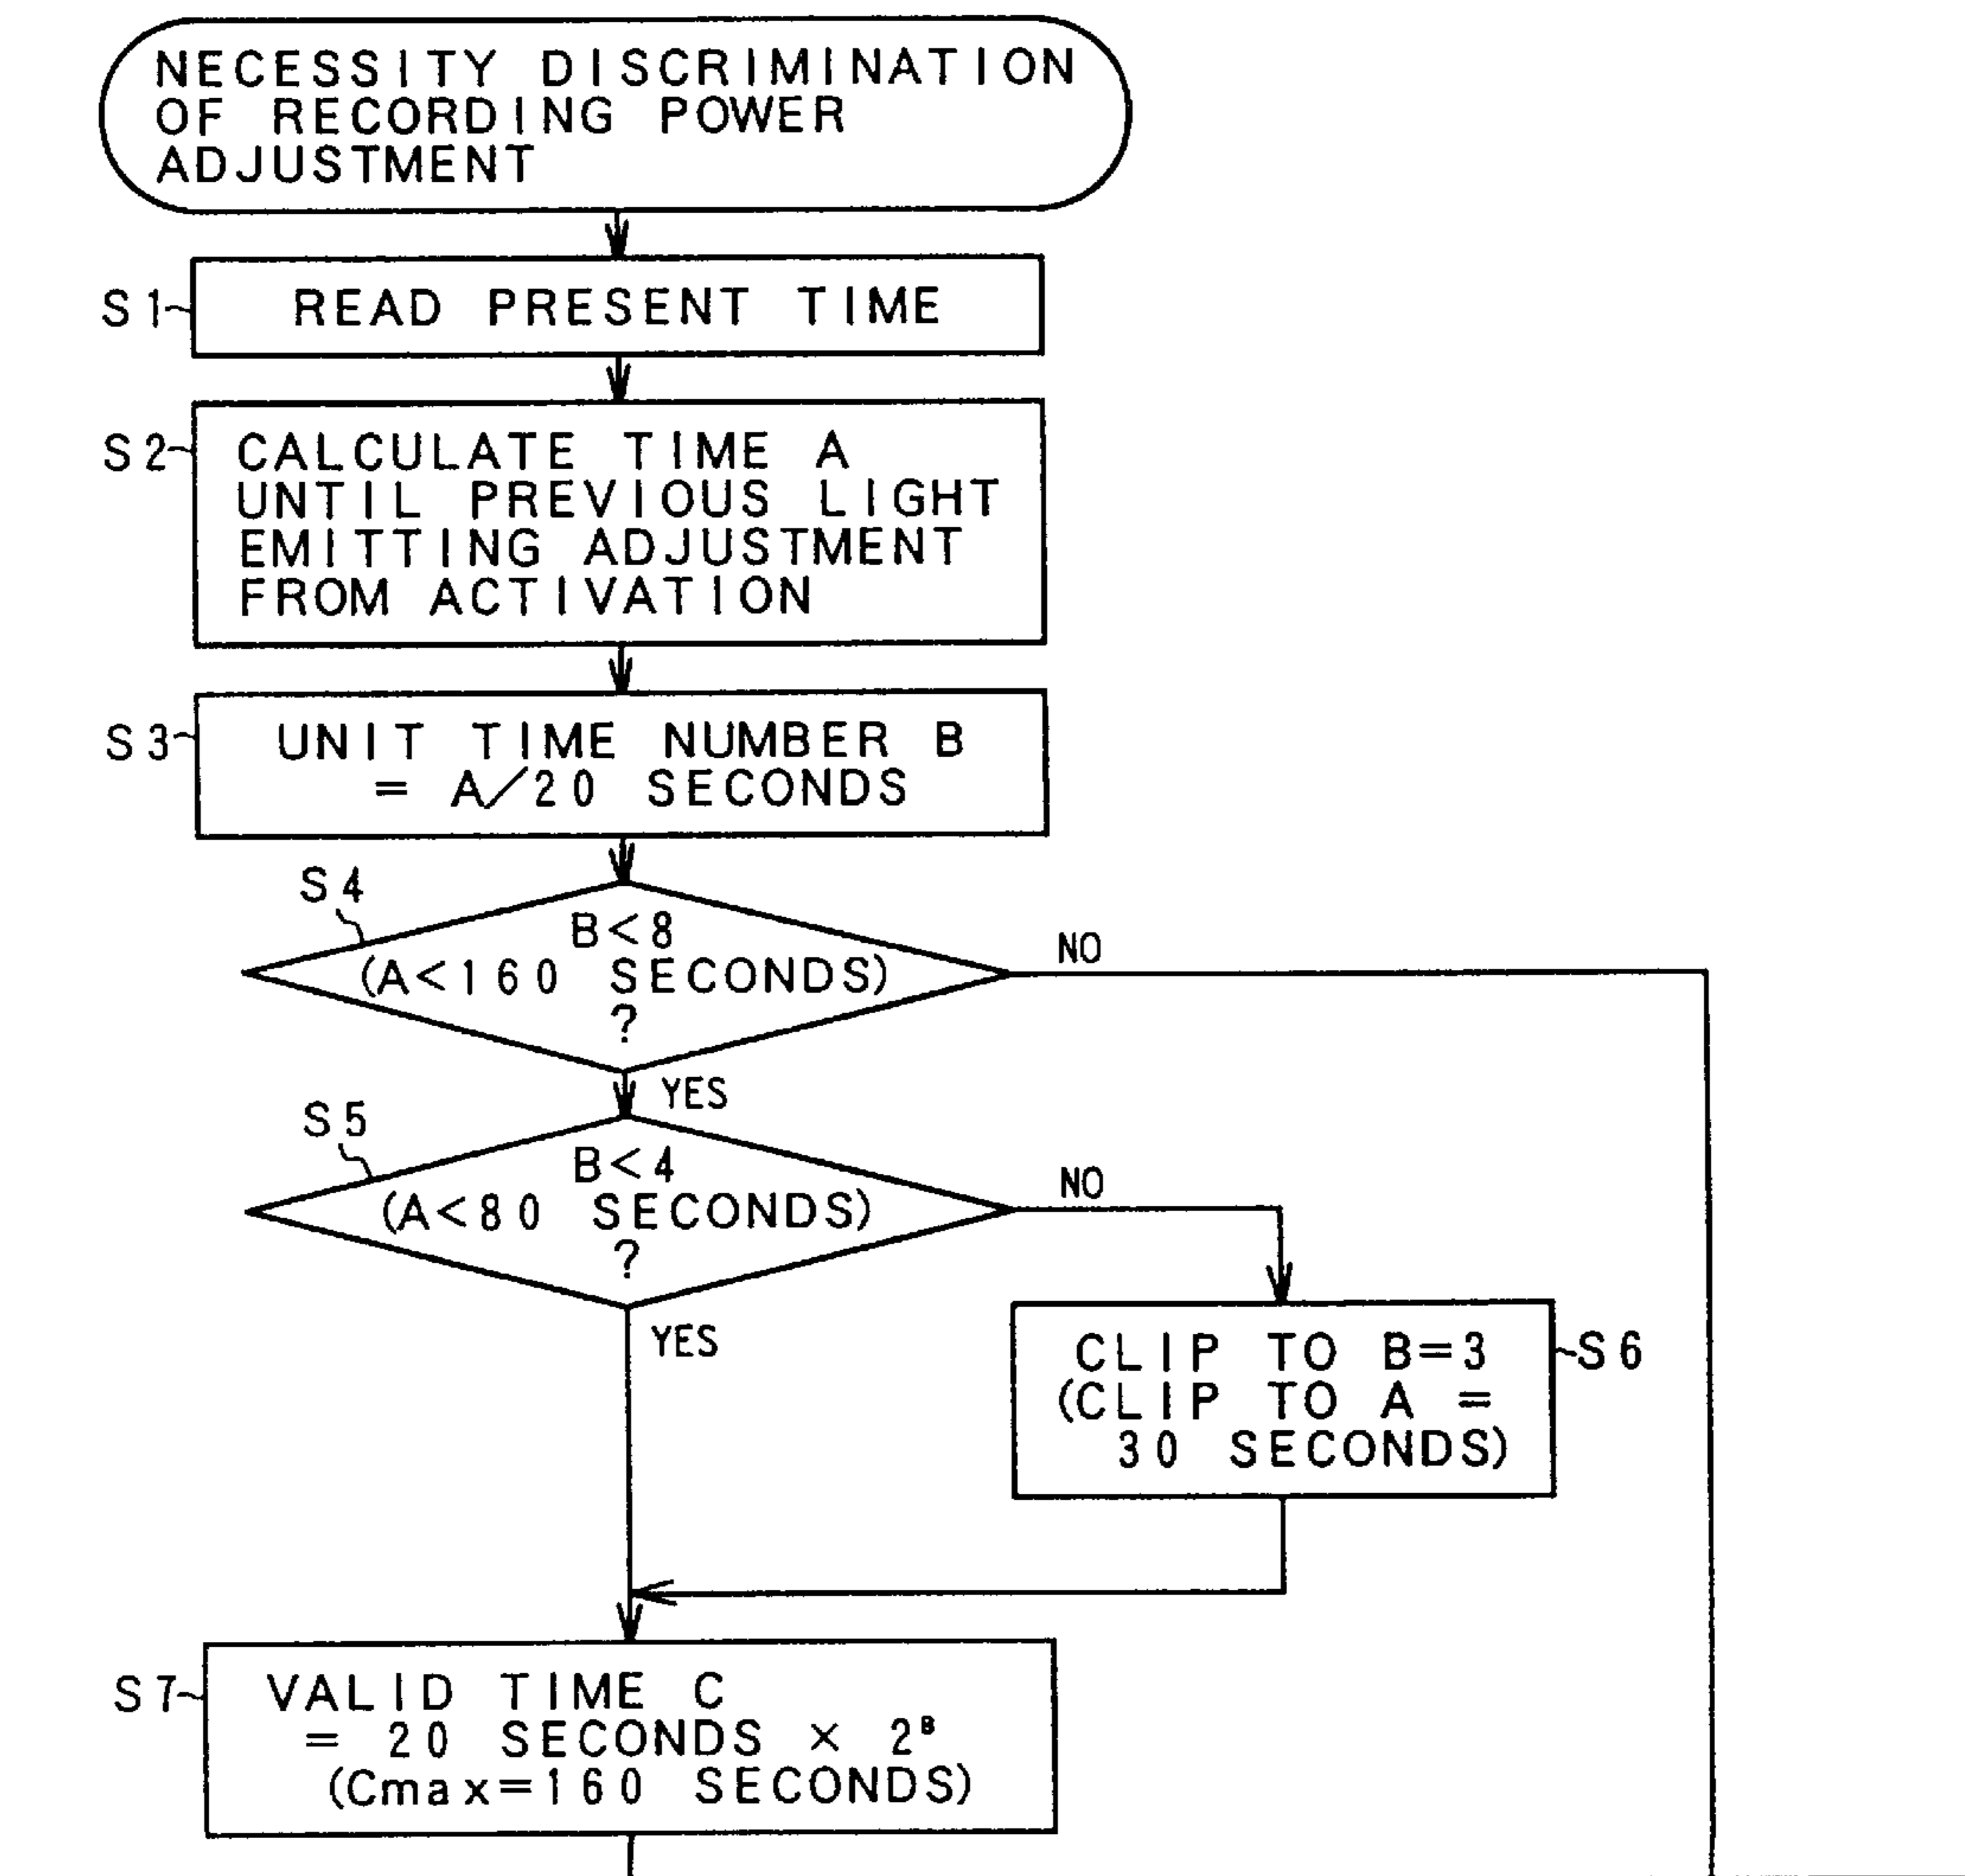 NECESSITY DISCRIMINATION
OF RECORDING POWER
ADJUSTMENT
S1
READ PRESENT TIME
S2
CALCULATE TIME A
UNTIL PREVIOUS LIGHT
EMITTING ADJUSTMENT
FROM ACTIVATION
S3
UNIT TIME NUMBER B
= A/20 SECONDS
S4
B<8
(A<160 SECONDS)
?
NO
YES
S5
B<4
(A<80 SECONDS)
?
NO
YES
CLIP TO B=3
(CLIP TO A =
30 SECONDS)
S6
S7
VALID TIME C
= 20 SECONDS × 2ᴮ
(Cmax=160 SECONDS)